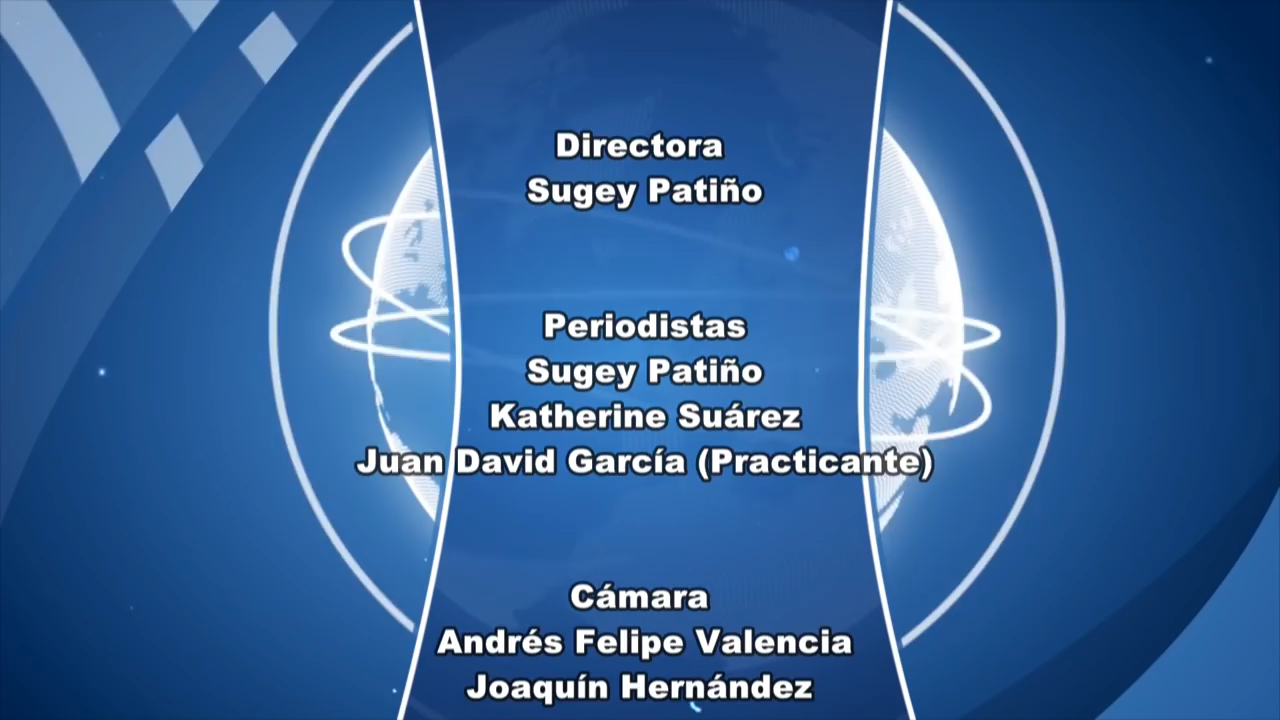 Directora
Sugey Patiño
Periodistas
Sugey Patiño
Katherine Suárez
Juan David García (Practicante)
Cámara
Andrés Felipe Valencia
Joaquín Hernández